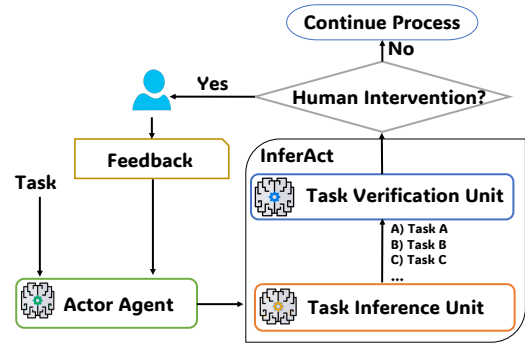 Continue Process
No
Yes
Human Intervention?
Feedback
InferAct
Task
Task Verification Unit
A) Task A
B) Task B
C) Task C
...
Actor Agent
Task Inference Unit